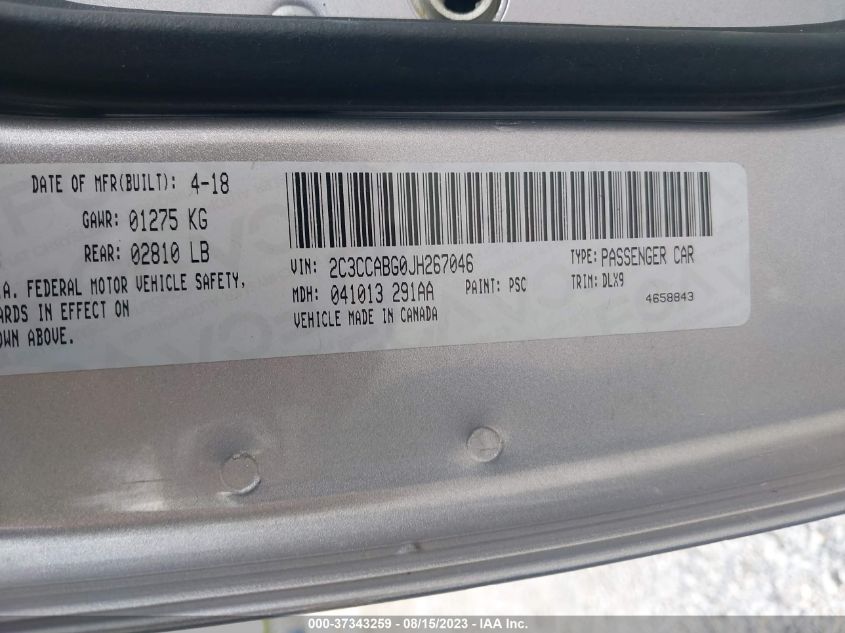 DATE OF MFR(BUILT): 4-18
GAWR: 01275 KG
REAR: 02810 LB
A. FEDERAL MOTOR VEHICLE SAFETY,
ARDS IN EFFECT ON
OWN ABOVE.
VIN: 2C3CCABG0JH267046
TYPE: PASSENGER CAR
MDH: 041013 291AA
PAINT: PSC
TRIM: DLX9
VEHICLE MADE IN CANADA
4658843
000-37343259 - 08/15/2023 - IAA Inc.